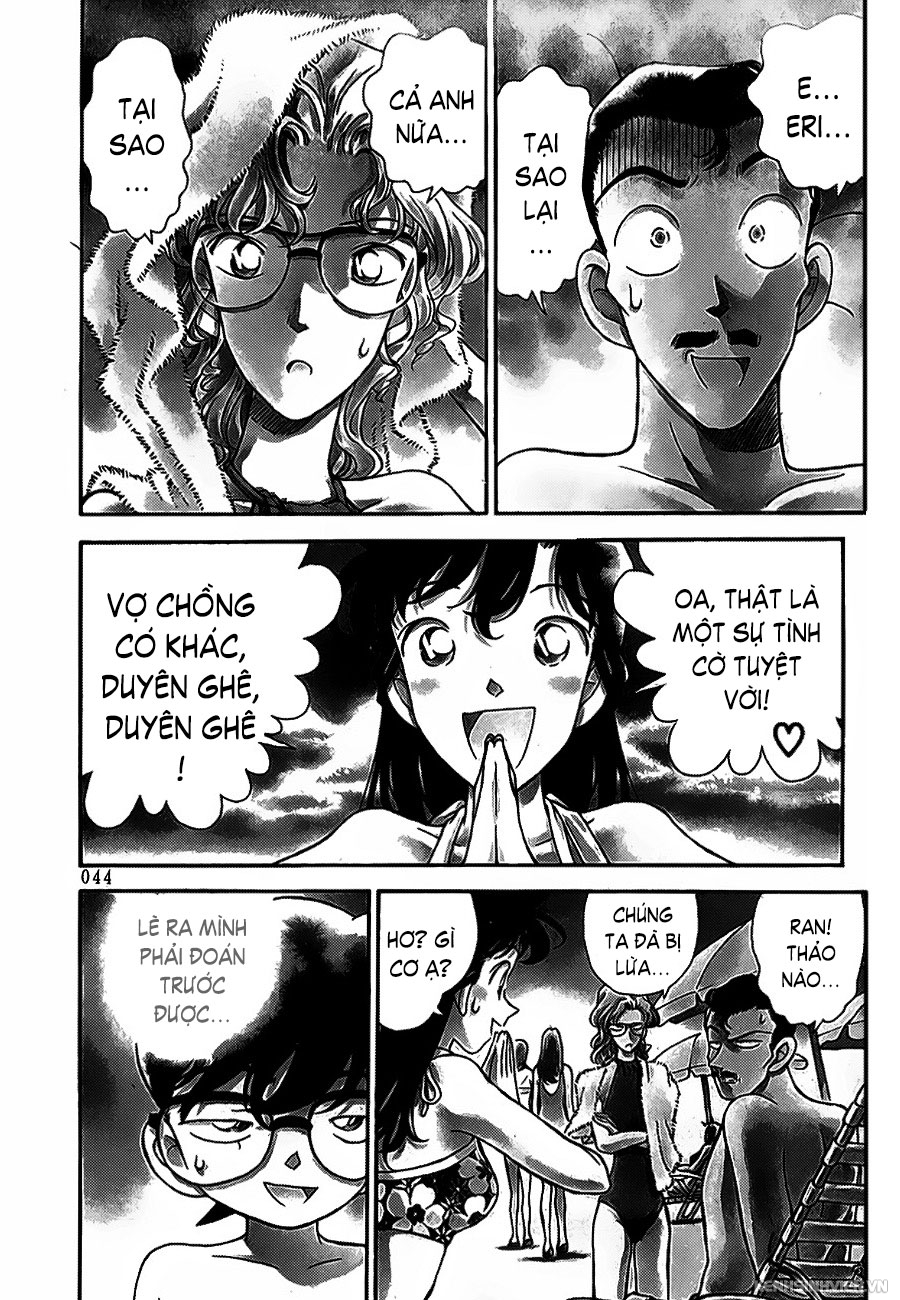 E...
ERI...
TẠI
SAO
LẠI
...
CẢ ANH
NỮA...
TẠI
SAO
...
OA, THẬT LÀ
MỘT SỰ TÌNH
CỜ TUYỆT
VỜI!
VỢ CHỒNG
CÓ KHÁC,
DUYÊN GHÊ,
DUYÊN GHÊ
!
044
RAN!
THẢO
NÀO...
CHÚNG
TA ĐÃ BỊ
LỪA...
HƠ? GÌ
CƠ Ạ?
LẼ RA MÌNH
PHẢI ĐOÁN
TRƯỚC
ĐƯỢC...